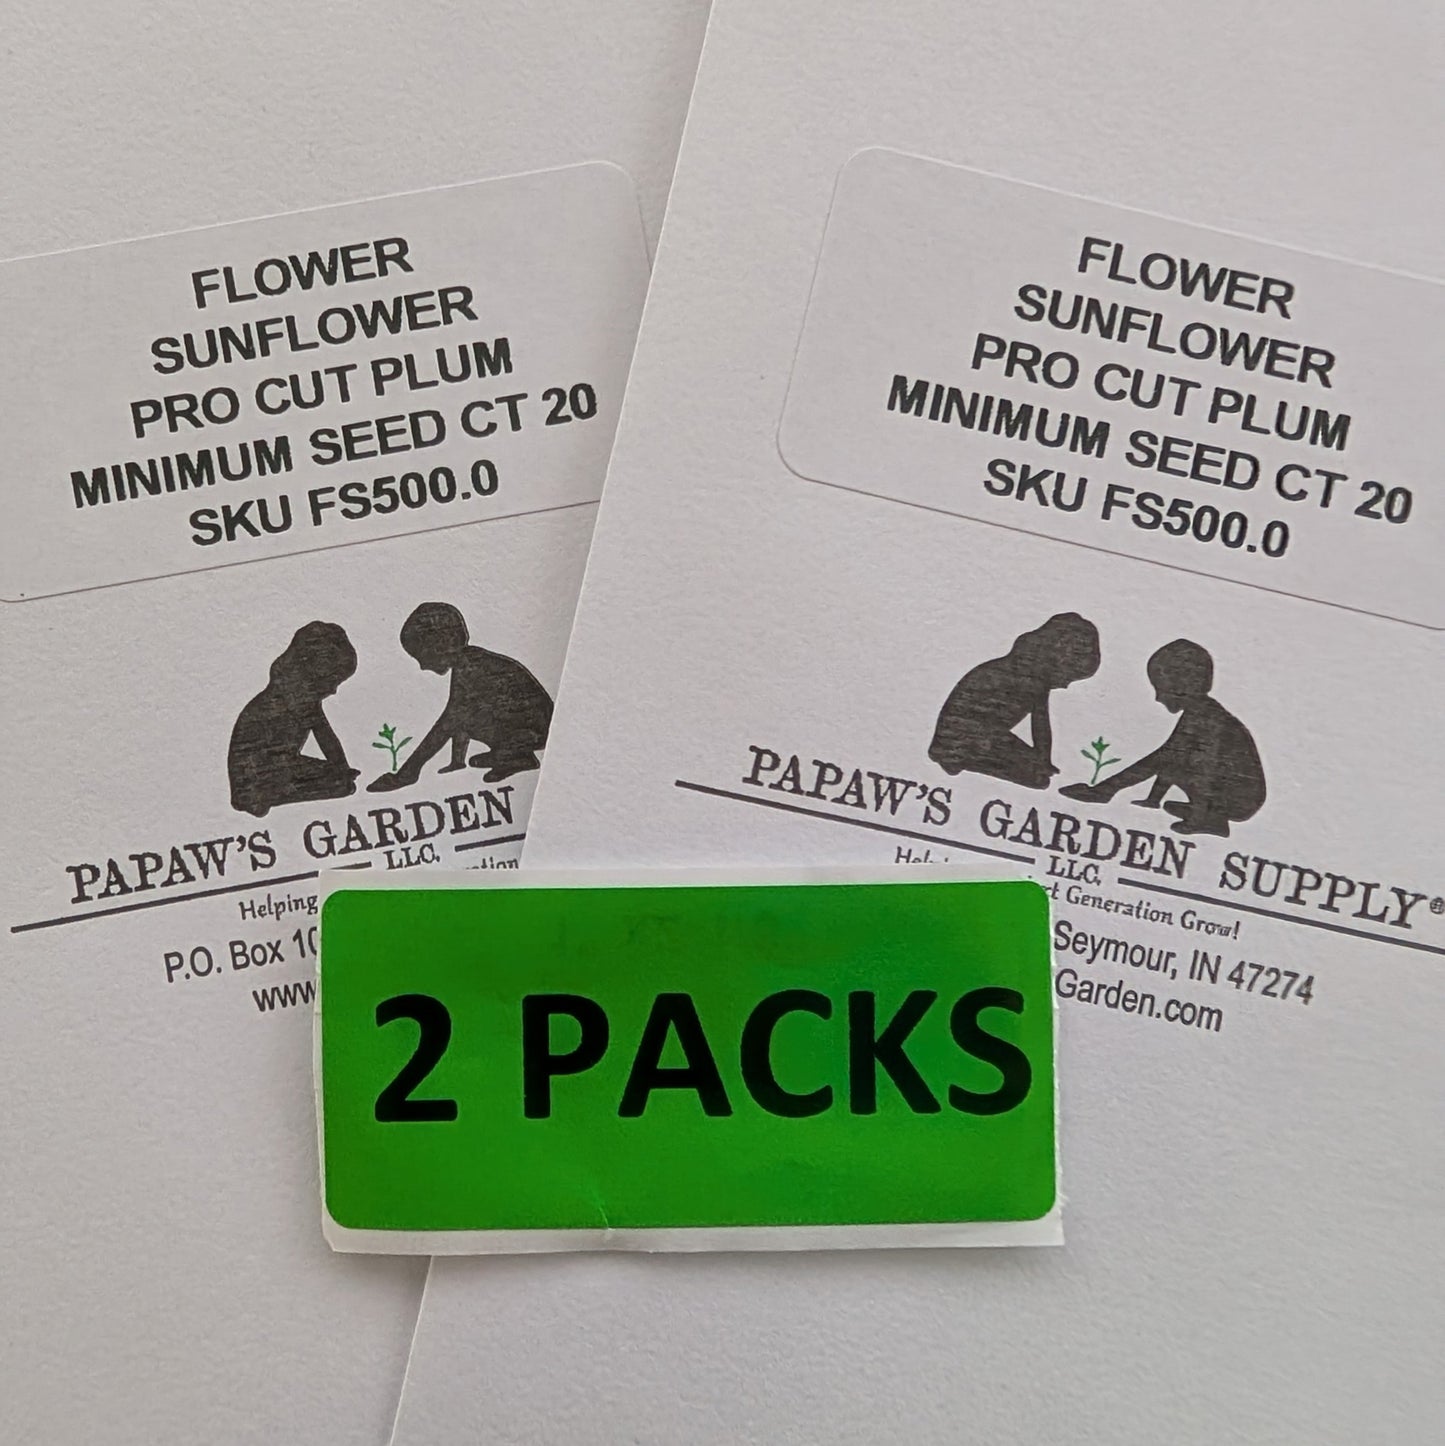 FLOWER
SUNFLOWER
PRO CUT PLUM
MINIMUM SEED CT 20
SKU FS500.0
PAPAW'S GARDEN
LLC.
Helping
P.O. Box
www
FLOWER
SUNFLOWER
PRO CUT PLUM
MINIMUM SEED CT 20
SKU FS500.0
PAPAW'S GARDEN SUPPLY®
LLC.
Generation Grow!
Seymour, IN 47274
Garden.com
2 PACKS